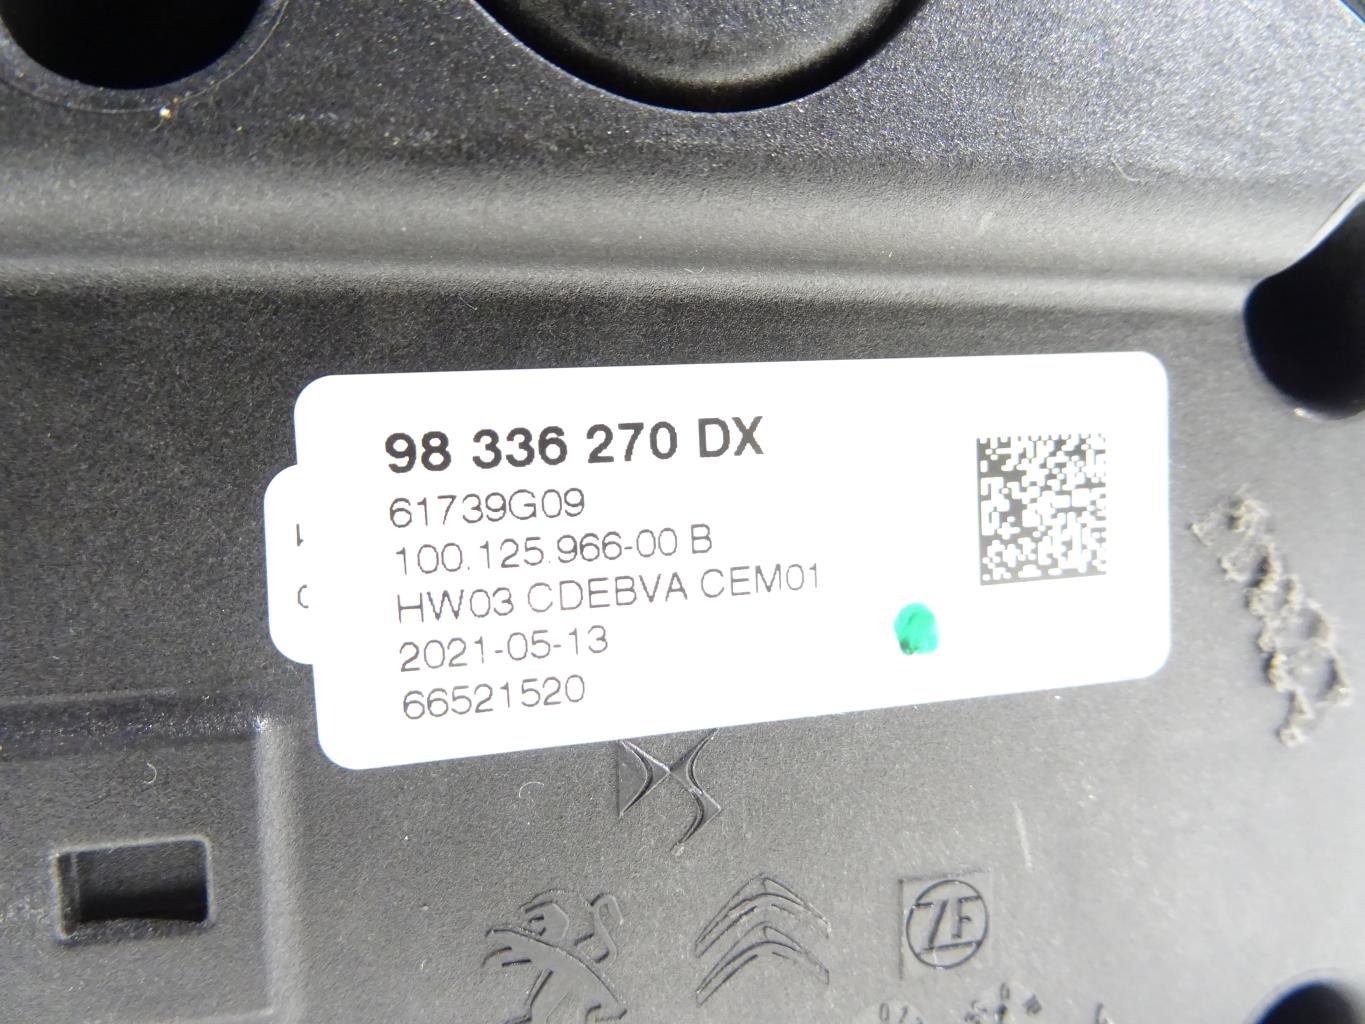 98 336 270 DX
61739G09
100.125.966-00 B
HW03 CDEBVA CEM01
2021-05-13
66521520
ZF